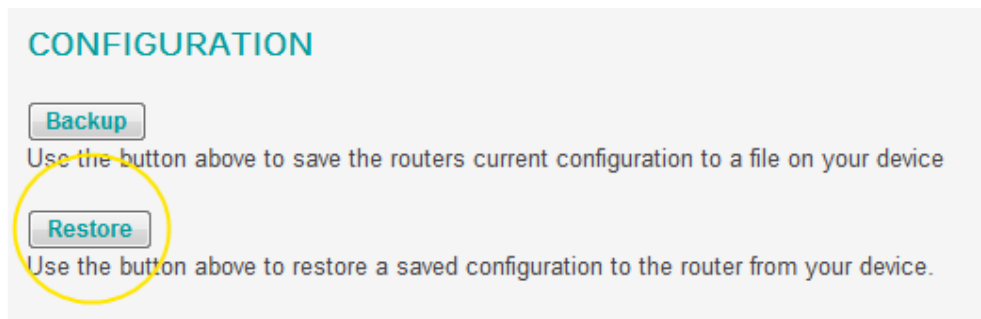 CONFIGURATION
Backup
Use the button above to save the routers current configuration to a file on your device
Restore
Use the button above to restore a saved configuration to the router from your device.